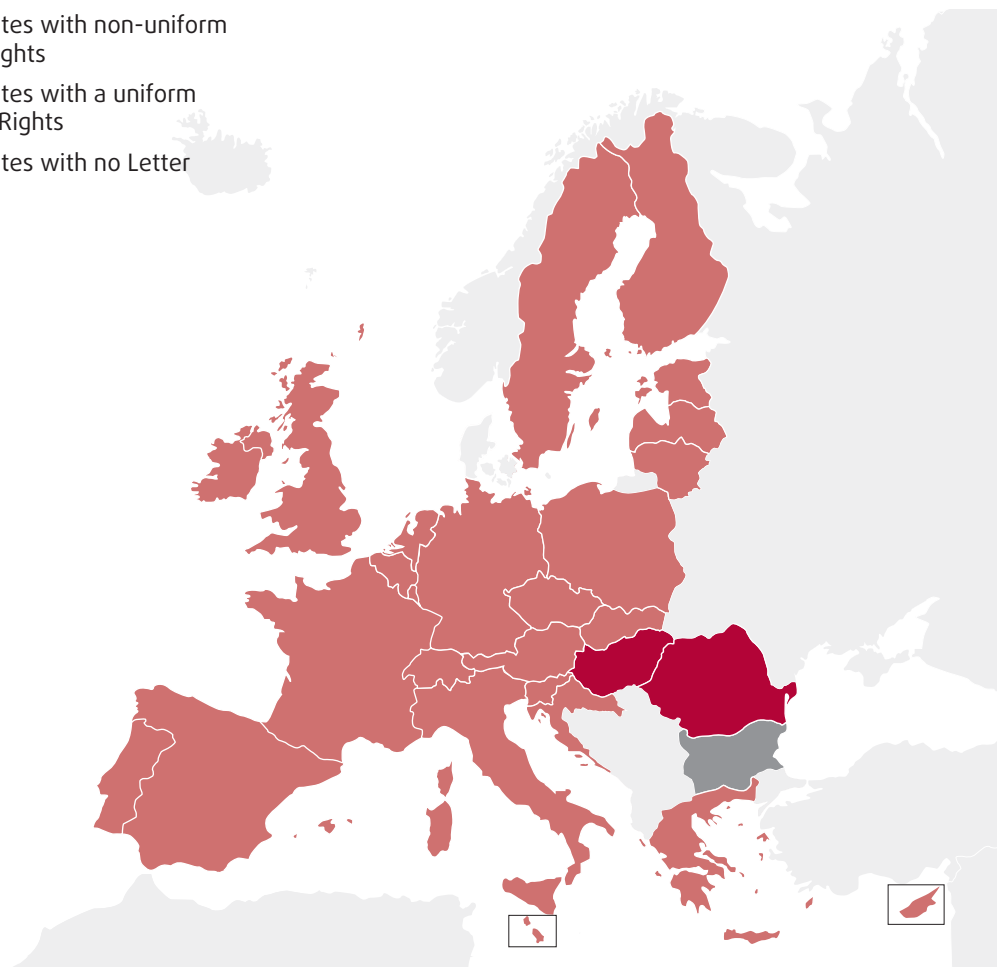 tes with non-uniform
ghts
tes with a uniform
Rights
tes with no Letter